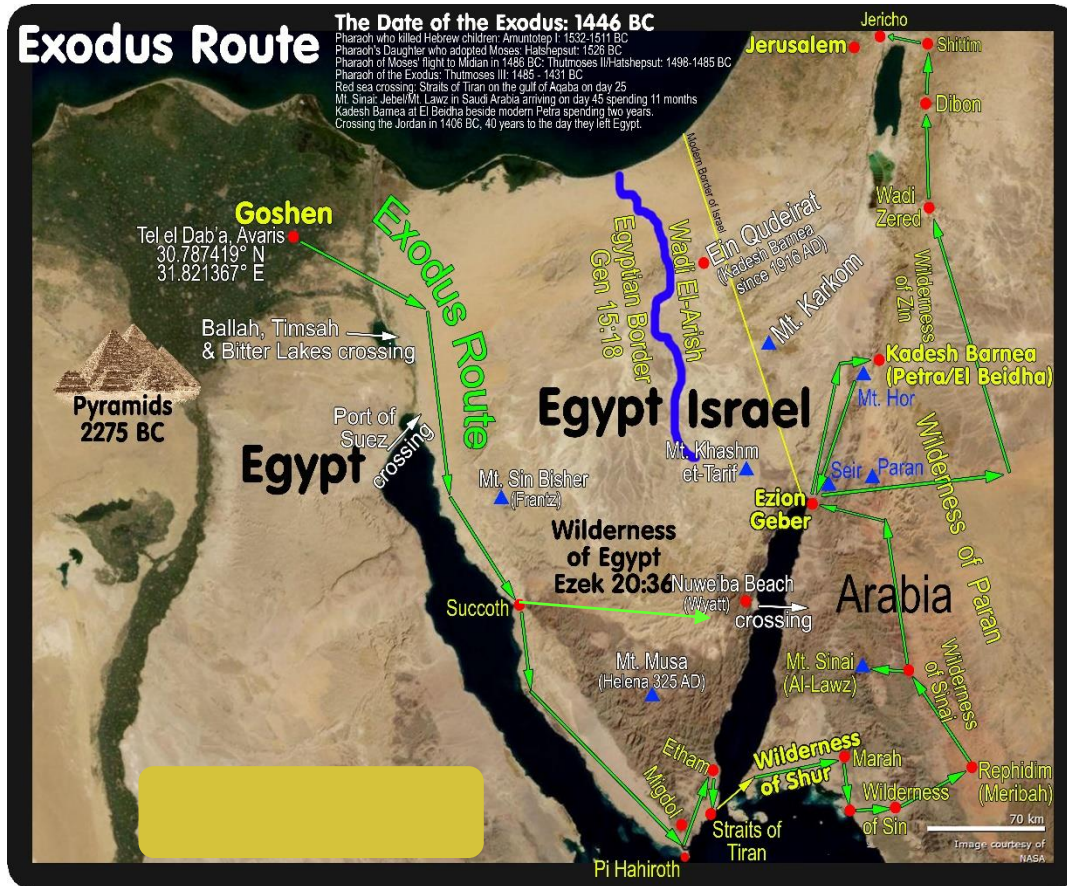 Exodus Route
The Date of the Exodus: 1446 BC
Pharaoh who killed Hebrew children: Amuntotep I: 1532-1511 BC
Pharaoh's Daughter who adopted Moses: Hatshepsut: 1526 BC
Pharaoh of Moses' flight to Midian in 1486 BC: Thutmoses II/Hatshepsut: 1498-1485 BC
Pharaoh of the Exodus: Thutmoses III: 1485 - 1431 BC
Red sea crossing: Straits of Tiran on the gulf of Aqaba on day 25
Mt. Sinai: Jebel/Mt. Lawz in Saudi Arabia arriving on day 45 spending 11 months
Kadesh Barnea at El Beidha beside modern Petra spending two years.
Crossing the Jordan in 1406 BC, 40 years to the day they left Egypt.
Jericho
Jerusalem
Shittim
Dibon
Wadi
Zered
Wilderness
of Zin
Modern Border of Israel
Goshen
Tel el Dab'a, Avaris
30.787419° N
31.821367° E
Exodus Route
Egyptian Border
Gen 15:18
Wadi El-Arish
Ein Qudeirat
(Kadesh Barnea
since 1916 AD)
Mt. Karkom
Ballah, Timsah
& Bitter Lakes crossing
Pyramids
2275 BC
Kadesh Barnea
(Petra/El Beidha)
Mt. Hor
Egypt
Israel
Port of
Suez
crossing
Egypt
Mt. Khashm
et-Tarif
Seir
Paran
Wilderness of Paran
Mt. Sin Bisher
(Frantz)
Ezion
Geber
Wilderness
of Egypt
Ezek 20:36
Nuweiba Beach
(Wyatt)
crossing
Arabia
Succoth
Mt. Musa
(Helena 325 AD)
Mt. Sinai
(Al-Lawz)
Wilderness
of Sinai
Etham
Migdol
Wilderness
of Shur
Marah
Wilderness
of Sin
Rephidim
(Meribah)
Straits of
Tiran
Pi Hahiroth
70 km
Image courtesy of
NASA